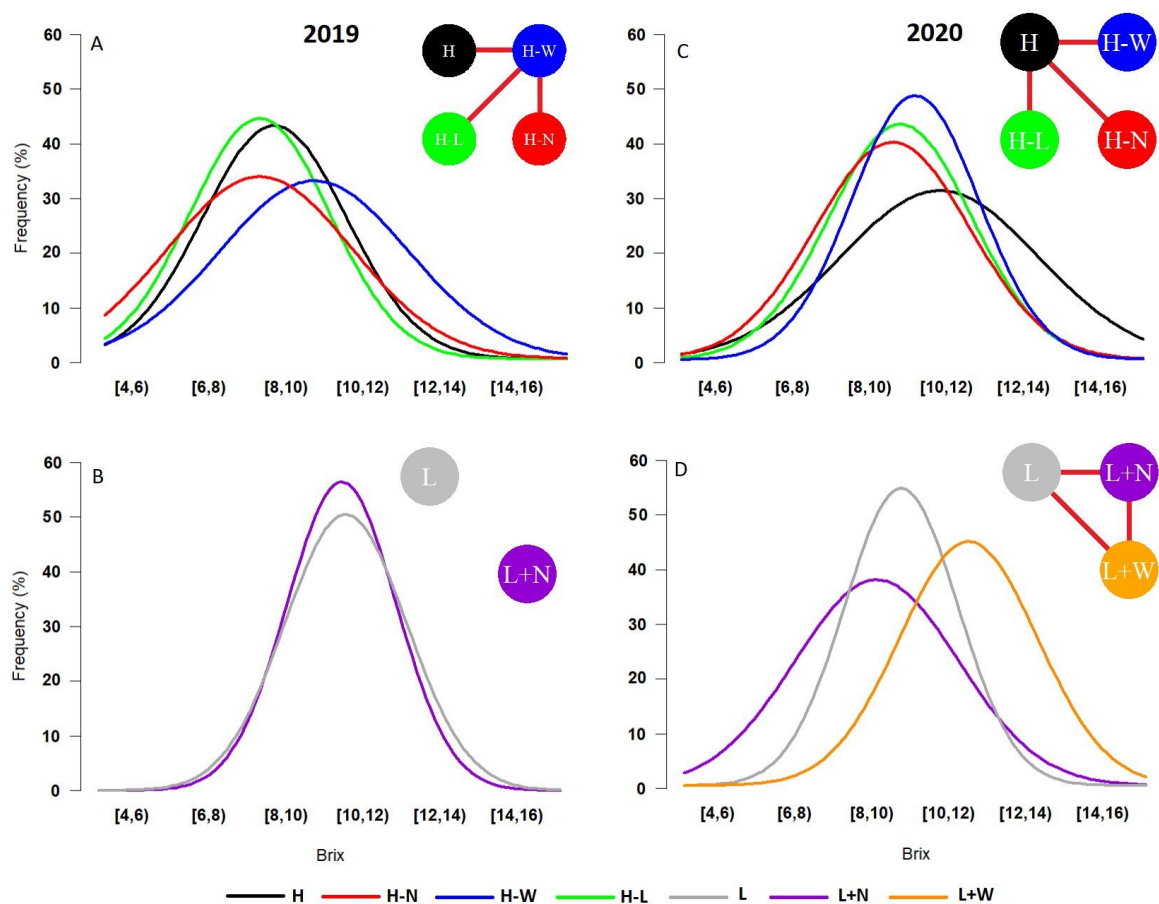 A
2019
H
H-W
H-L
H-N
Frequency (%)
60
50
40
30
20
10
0
[4,6) [6,8) [8,10) [10,12) [12,14) [14,16)
C
2020
H
H-W
H-L
H-N
60
50
40
30
20
10
0
[4,6) [6,8) [8,10) [10,12) [12,14) [14,16)
B
L
L+N
Frequency (%)
60
50
40
30
20
10
0
[4,6) [6,8) [8,10) [10,12) [12,14) [14,16)
Brix
D
L
L+N
L+W
60
50
40
30
20
10
0
[4,6) [6,8) [8,10) [10,12) [12,14) [14,16)
Brix
H H-N H-W H-L L L+N L+W